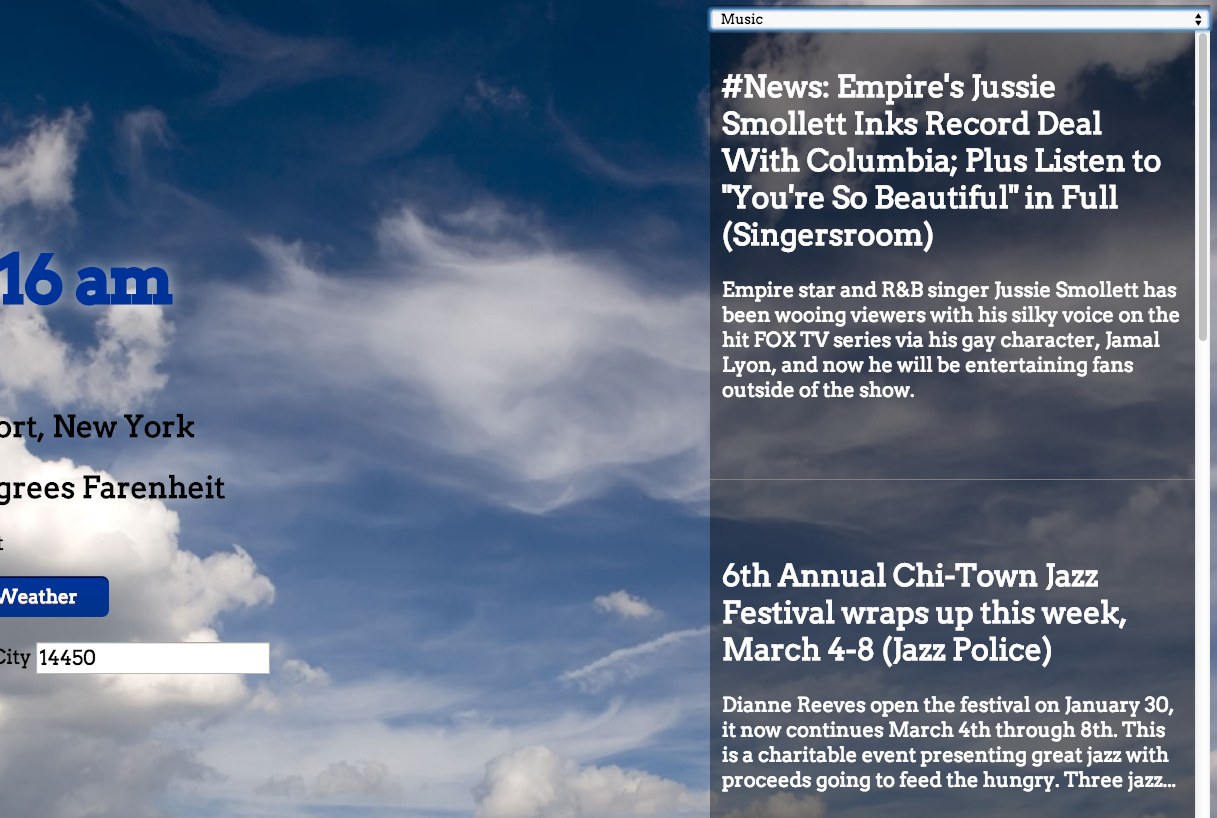 Music
#News: Empire's Jussie
Smollett Inks Record Deal
With Columbia; Plus Listen to
"You're So Beautiful" in Full
(Singersroom)
Empire star and R&B singer Jussie Smollett has
been wooing viewers with his silky voice on the
hit FOX TV series via his gay character, Jamal
Lyon, and now he will be entertaining fans
outside of the show.
16 am
ort, New York
grees Farenheit
t
Weather
City 14450
6th Annual Chi-Town Jazz
Festival wraps up this week,
March 4-8 (Jazz Police)
Dianne Reeves open the festival on January 30,
it now continues March 4th through 8th. This
is a charitable event presenting great jazz with
proceeds going to feed the hungry. Three jazz...